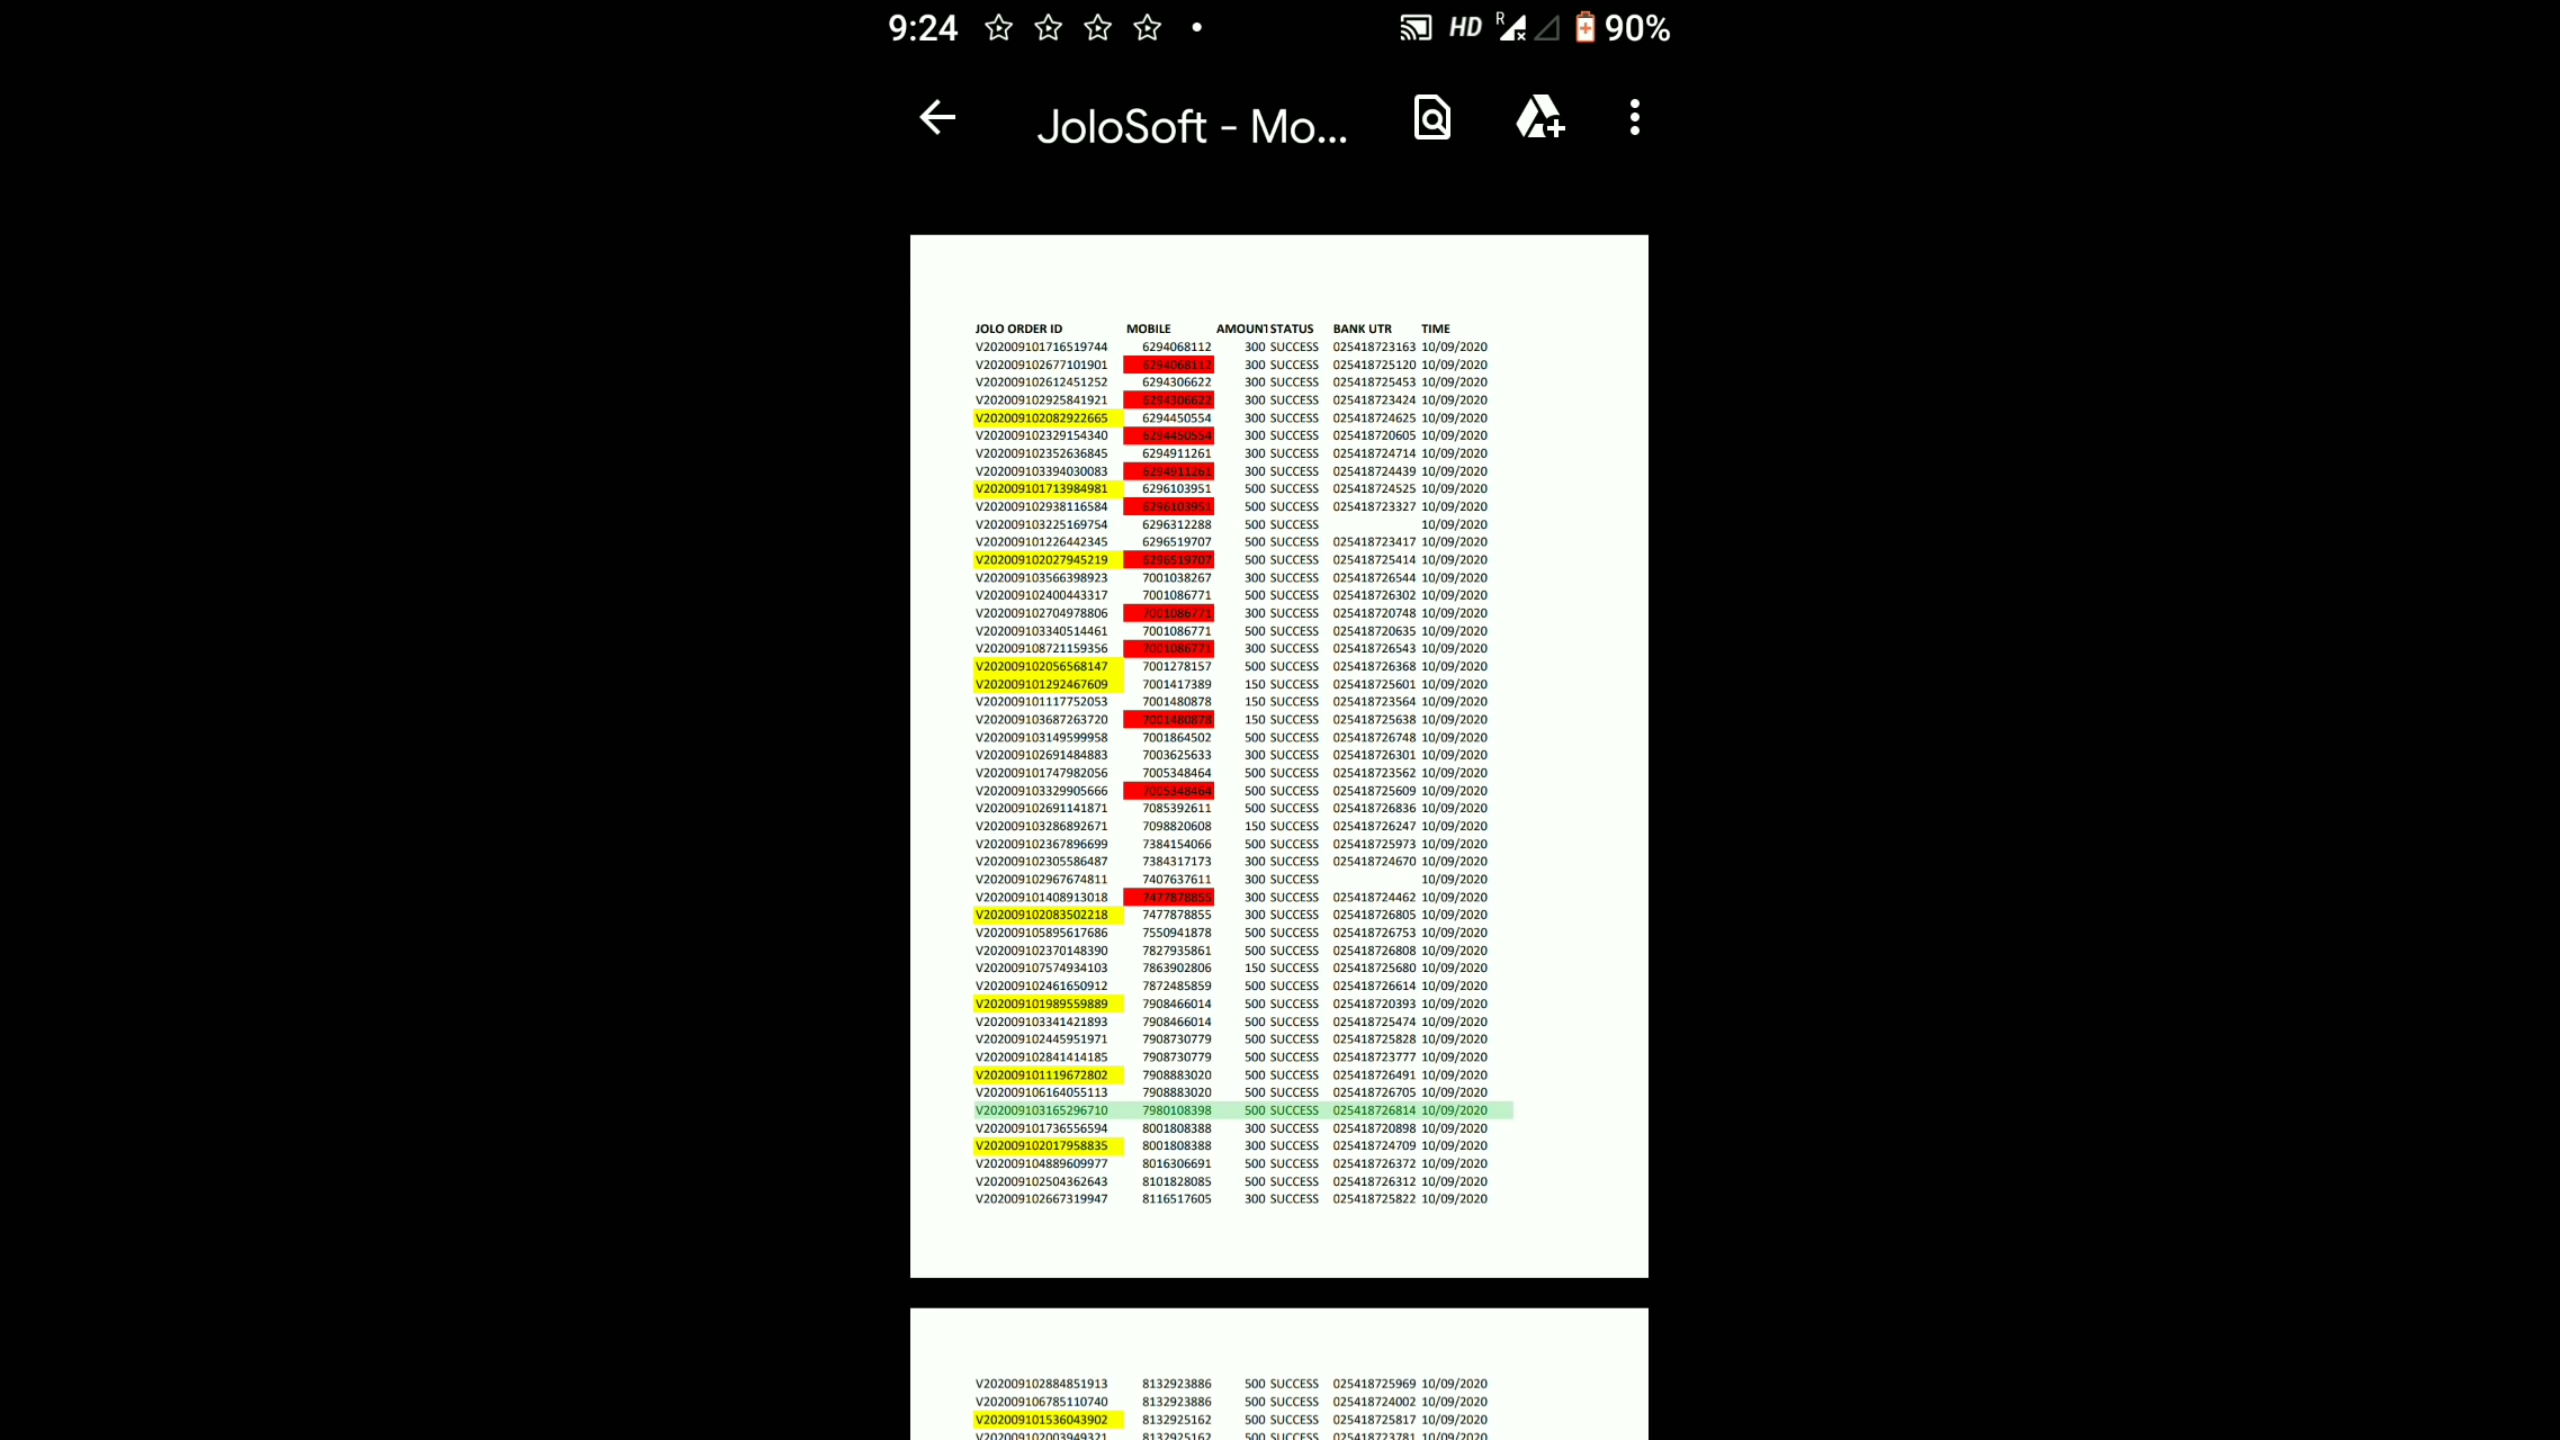 9:24 HD R 90%
JoloSoft - Mo...
JOLO ORDER ID MOBILE AMOUNT STATUS BANK UTR TIME
V202009101716519744 6294068112 300 SUCCESS 025418723163 10/09/2020
V202009102677101901 6294068112 300 SUCCESS 025418725120 10/09/2020
V202009102612451252 6294306622 300 SUCCESS 025418725453 10/09/2020
V202009102925841921 6294306622 300 SUCCESS 025418723424 10/09/2020
V202009102082922665 6294450554 300 SUCCESS 025418724625 10/09/2020
V202009102329154340 6294450554 300 SUCCESS 025418720605 10/09/2020
V202009102352636845 6294911261 300 SUCCESS 025418724714 10/09/2020
V202009103394030083 6294911261 300 SUCCESS 025418724439 10/09/2020
V202009101713984981 6296103951 500 SUCCESS 025418724525 10/09/2020
V202009102938116584 6296103951 500 SUCCESS 025418723327 10/09/2020
V202009103225169754 6296312288 500 SUCCESS 10/09/2020
V202009101226442345 6296519707 500 SUCCESS 025418723417 10/09/2020
V202009102027945219 6296519707 500 SUCCESS 025418725414 10/09/2020
V202009103566398923 7001038267 300 SUCCESS 025418726544 10/09/2020
V202009102400443317 7001086771 500 SUCCESS 025418726302 10/09/2020
V202009102704978806 7001086771 300 SUCCESS 025418720748 10/09/2020
V202009103340514461 7001086771 500 SUCCESS 025418720635 10/09/2020
V202009108721159356 7001086771 300 SUCCESS 025418726543 10/09/2020
V202009102056568147 7001278157 500 SUCCESS 025418726368 10/09/2020
V202009101292467609 7001417389 150 SUCCESS 025418725601 10/09/2020
V202009101117752053 7001480878 150 SUCCESS 025418723564 10/09/2020
V202009103687263720 7001480878 150 SUCCESS 025418725638 10/09/2020
V202009103149599958 7001864502 500 SUCCESS 025418726748 10/09/2020
V202009102691484883 7003625633 300 SUCCESS 025418726301 10/09/2020
V202009101747982056 7005348464 500 SUCCESS 025418723562 10/09/2020
V202009103329905666 7005348464 500 SUCCESS 025418725609 10/09/2020
V202009102691141871 7085392611 500 SUCCESS 025418726836 10/09/2020
V202009103286892671 7098820608 150 SUCCESS 025418726247 10/09/2020
V202009102367896699 7384154066 500 SUCCESS 025418725973 10/09/2020
V202009102305586487 7384317173 300 SUCCESS 025418724670 10/09/2020
V202009102967674811 7407637611 300 SUCCESS 10/09/2020
V202009101408913018 7477878855 300 SUCCESS 025418724462 10/09/2020
V202009102083502218 7477878855 300 SUCCESS 025418726805 10/09/2020
V202009105895617686 7550941878 500 SUCCESS 025418726753 10/09/2020
V202009102370148390 7827935861 500 SUCCESS 025418726808 10/09/2020
V202009107574934103 7863902806 150 SUCCESS 025418725680 10/09/2020
V202009102461650912 7872485859 500 SUCCESS 025418726614 10/09/2020
V202009101989559889 7908466014 500 SUCCESS 025418720393 10/09/2020
V202009103341421893 7908466014 500 SUCCESS 025418725474 10/09/2020
V202009102445951971 7908730779 500 SUCCESS 025418725828 10/09/2020
V202009102841414185 7908730779 500 SUCCESS 025418723777 10/09/2020
V202009101119672802 7908883020 500 SUCCESS 025418726491 10/09/2020
V202009106164055113 7908883020 500 SUCCESS 025418726705 10/09/2020
V202009103165296710 7980108398 500 SUCCESS 025418726814 10/09/2020
V202009101736556594 8001808388 300 SUCCESS 025418720898 10/09/2020
V202009102017958835 8001808388 300 SUCCESS 025418724709 10/09/2020
V202009104889609977 8016306691 500 SUCCESS 025418726372 10/09/2020
V202009102504362643 8101828085 500 SUCCESS 025418726312 10/09/2020
V202009102667319947 8116517605 300 SUCCESS 025418725822 10/09/2020
V202009102884851913 8132923886 500 SUCCESS 025418725969 10/09/2020
V202009106785110740 8132923886 500 SUCCESS 025418724002 10/09/2020
V202009101536043902 8132925162 500 SUCCESS 025418725817 10/09/2020
V202009102003949321 8132925162 500 SUCCESS 025418723781 10/09/2020